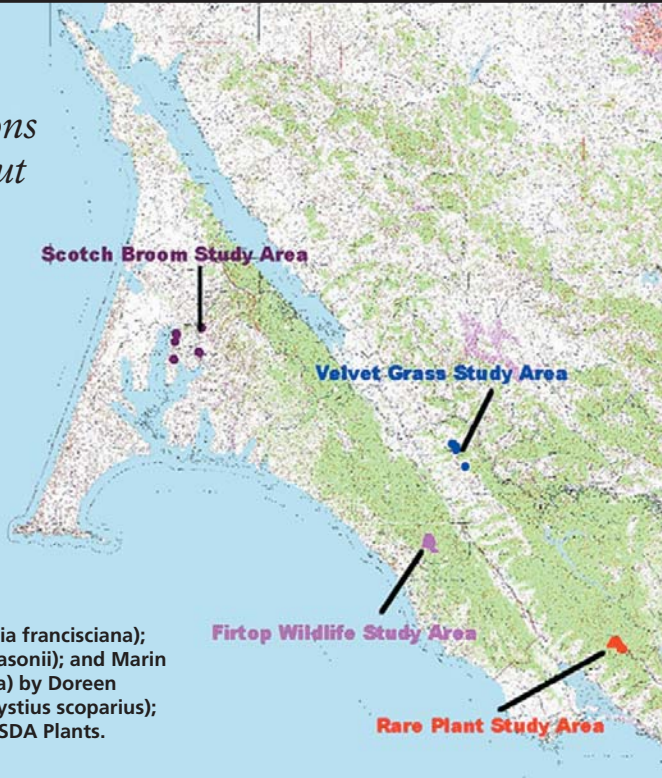 ons
ut
Scotch Broom Study Area
Velvet Grass Study Area
Firtop Wildlife Study Area
ia francisciana);
asonii); and Marin
a) by Doreen
ystius scoparius);
SDA Plants.
Rare Plant Study Area